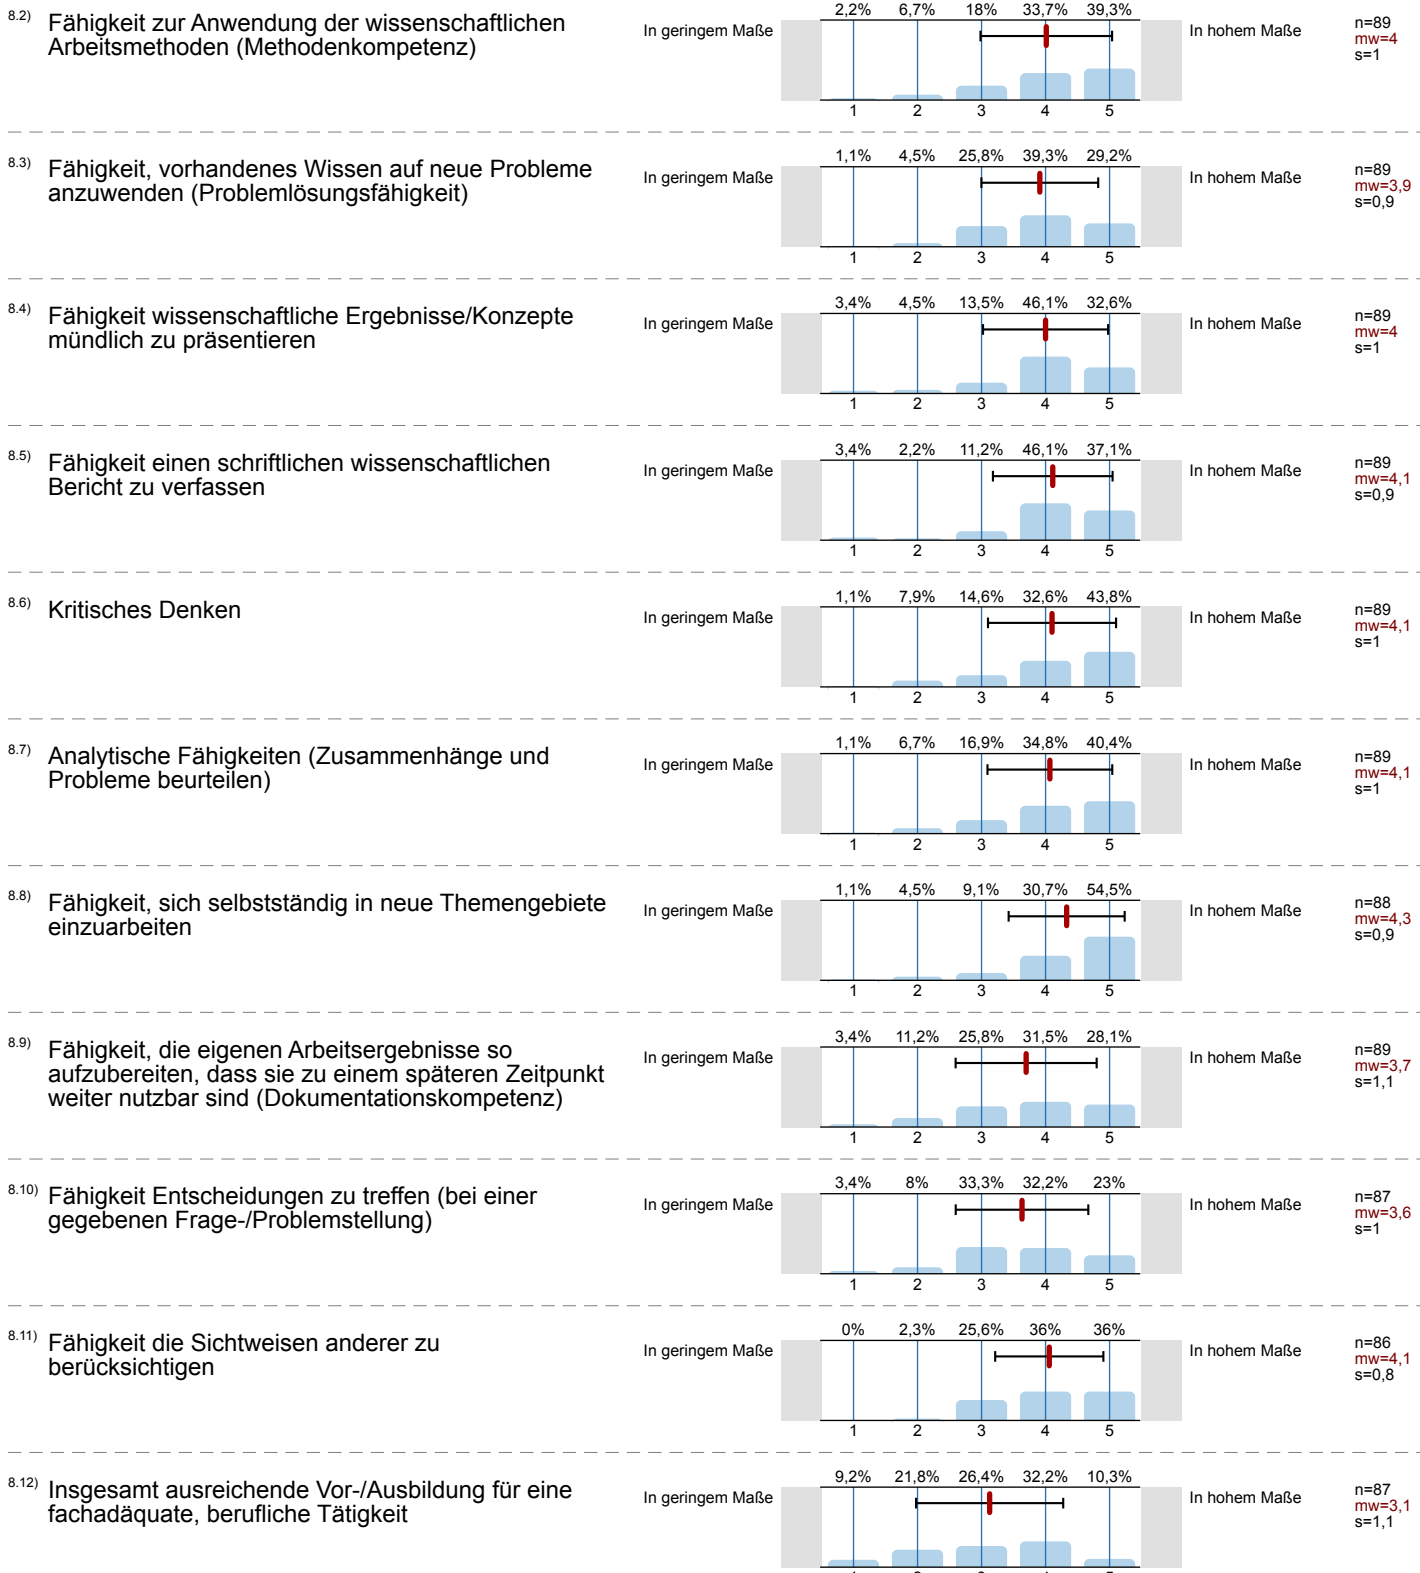 8.2) Fähigkeit zur Anwendung der wissenschaftlichen
Arbeitsmethoden (Methodenkompetenz)
In geringem Maße
2,2% 6,7% 18% 33,7% 39,3%
1 2 3 4 5
In hohem Maße
n=89
mw=4
s=1
8.3) Fähigkeit, vorhandenes Wissen auf neue Probleme
anzuwenden (Problemlösungsfähigkeit)
In geringem Maße
1,1% 4,5% 25,8% 39,3% 29,2%
1 2 3 4 5
In hohem Maße
n=89
mw=3,9
s=0,9
8.4) Fähigkeit wissenschaftliche Ergebnisse/Konzepte
mündlich zu präsentieren
In geringem Maße
3,4% 4,5% 13,5% 46,1% 32,6%
1 2 3 4 5
In hohem Maße
n=89
mw=4
s=1
8.5) Fähigkeit einen schriftlichen wissenschaftlichen
Bericht zu verfassen
In geringem Maße
3,4% 2,2% 11,2% 46,1% 37,1%
1 2 3 4 5
In hohem Maße
n=89
mw=4,1
s=0,9
8.6) Kritisches Denken
In geringem Maße
1,1% 7,9% 14,6% 32,6% 43,8%
1 2 3 4 5
In hohem Maße
n=89
mw=4,1
s=1
8.7) Analytische Fähigkeiten (Zusammenhänge und
Probleme beurteilen)
In geringem Maße
1,1% 6,7% 16,9% 34,8% 40,4%
1 2 3 4 5
In hohem Maße
n=89
mw=4,1
s=1
8.8) Fähigkeit, sich selbstständig in neue Themengebiete
einzuarbeiten
In geringem Maße
1,1% 4,5% 9,1% 30,7% 54,5%
1 2 3 4 5
In hohem Maße
n=88
mw=4,3
s=0,9
8.9) Fähigkeit, die eigenen Arbeitsergebnisse so
aufzubereiten, dass sie zu einem späteren Zeitpunkt
weiter nutzbar sind (Dokumentationskompetenz)
In geringem Maße
3,4% 11,2% 25,8% 31,5% 28,1%
1 2 3 4 5
In hohem Maße
n=89
mw=3,7
s=1,1
8.10) Fähigkeit Entscheidungen zu treffen (bei einer
gegebenen Frage-/Problemstellung)
In geringem Maße
3,4% 8% 33,3% 32,2% 23%
1 2 3 4 5
In hohem Maße
n=87
mw=3,6
s=1
8.11) Fähigkeit die Sichtweisen anderer zu
berücksichtigen
In geringem Maße
0% 2,3% 25,6% 36% 36%
1 2 3 4 5
In hohem Maße
n=86
mw=4,1
s=0,8
8.12) Insgesamt ausreichende Vor-/Ausbildung für eine
fachadäquate, berufliche Tätigkeit
In geringem Maße
9,2% 21,8% 26,4% 32,2% 10,3%
In hohem Maße
n=87
mw=3,1
s=1,1